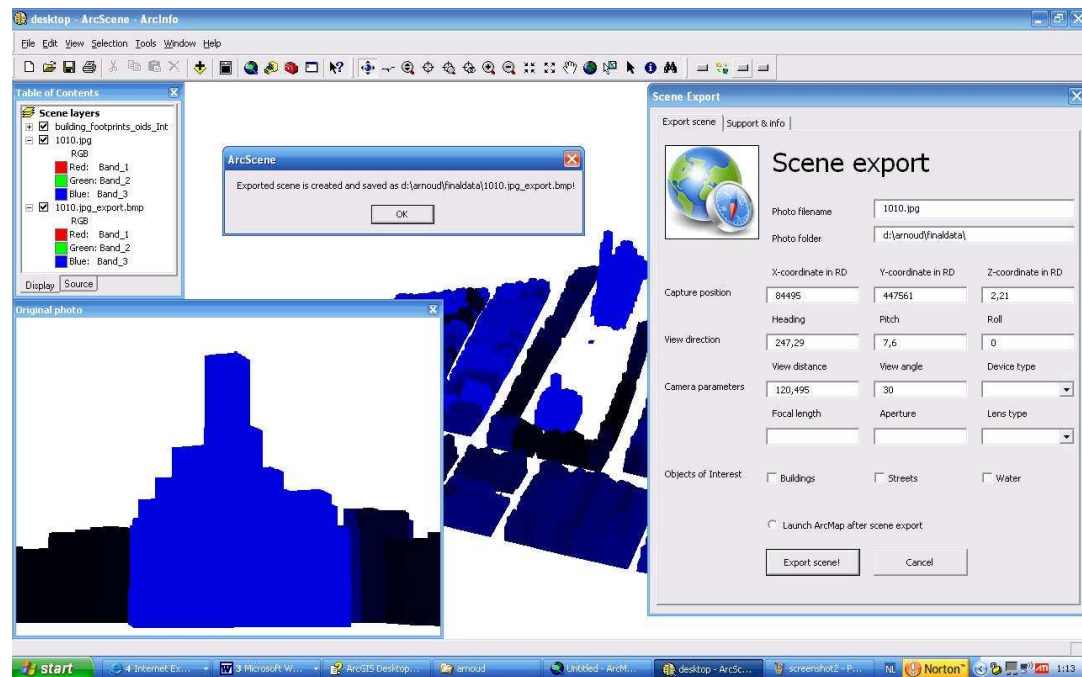 desktop - ArcScene - ArcInfo
File Edit View Selection Tools Window Help
Table of Contents
Scene layers
building_footprints_oids_Int
1010.jpg
RGB
Red: Band_1
Green: Band_2
Blue: Band_3
1010.jpg_export.bmp
RGB
Red: Band_1
Green: Band_2
Blue: Band_3
Display Source
ArcScene
Exported scene is created and saved as d:\arnoud\finaldata\1010.jpg_export.bmp!
OK
Original photo
Scene Export
Export scene Support & info
Scene export
Photo filename 1010.jpg
Photo folder d:\arnoud\finaldata\
X-coordinate in RD Y-coordinate in RD Z-coordinate in RD
Capture position 84495 447561 2,21
Heading Pitch Roll
View direction 247,29 7,6 0
View distance View angle Device type
Camera parameters 120,495 30
Focal length Aperture Lens type
Objects of Interest Buildings Streets Water
Launch ArcMap after scene export
Export scene! Cancel
start 4 Internet Ex... 3 Microsoft W... ArcGIS Desktop... arnoud Untitled - ArcM... desktop - ArcSc... screenshot2 - P... NL Norton™ ATI 1:13